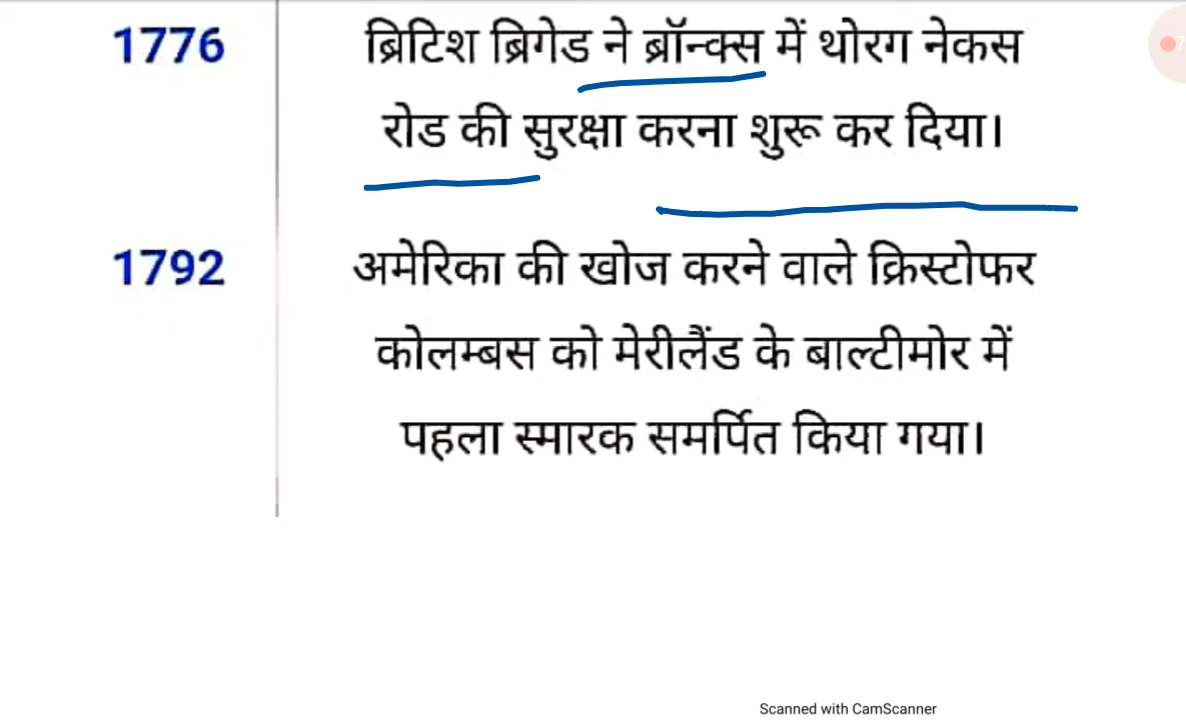 1776 ब्रिटिश ब्रिगेड ने ब्रॉन्क्स में थोरग नेकस
रोड की सुरक्षा करना शुरू कर दिया।
1792 अमेरिका की खोज करने वाले क्रिस्टोफर
कोलम्बस को मेरीलैंड के बाल्टीमोर में
पहला स्मारक समर्पित किया गया।
Scanned with CamScanner